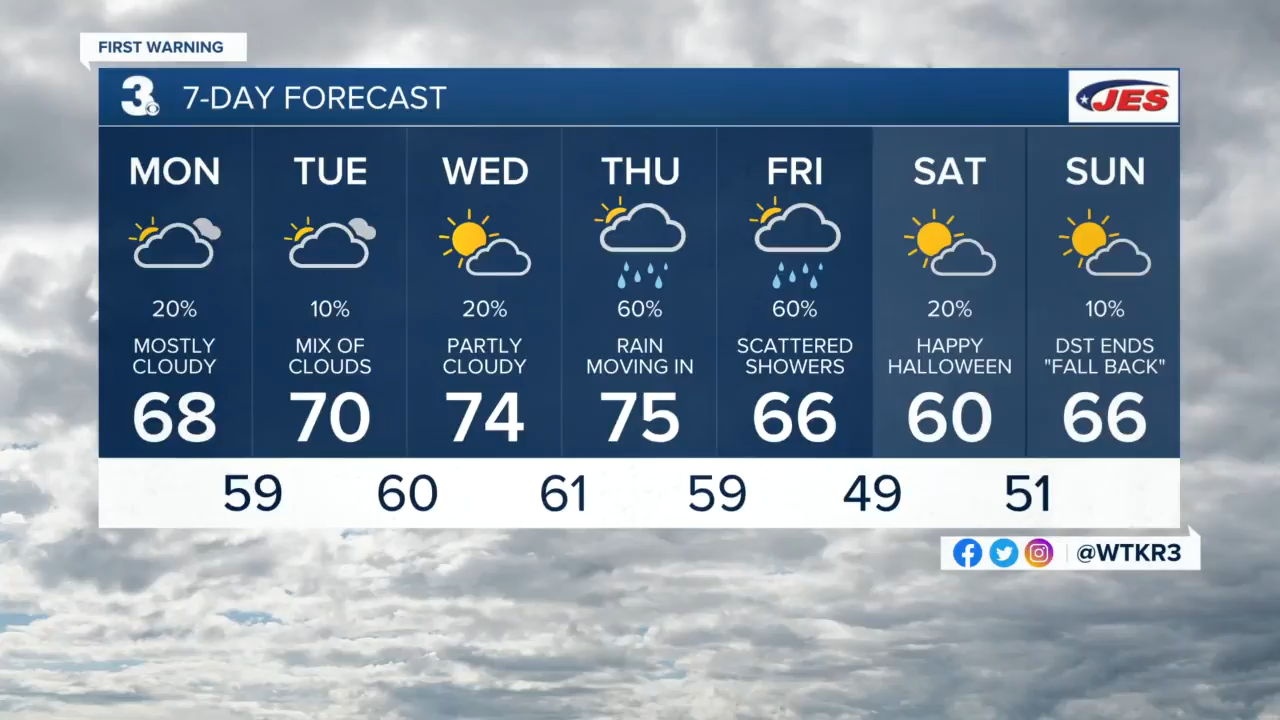 FIRST WARNING
3 7-DAY FORECAST JES
MON TUE WED THU FRI SAT SUN
20% 10% 20% 60% 60% 20% 10%
MOSTLY MIX OF PARTLY RAIN SCATTERED HAPPY DST ENDS
CLOUDY CLOUDS CLOUDY MOVING IN SHOWERS HALLOWEEN "FALL BACK"
68 70 74 75 66 60 66
59 60 61 59 49 51
@WTKR3